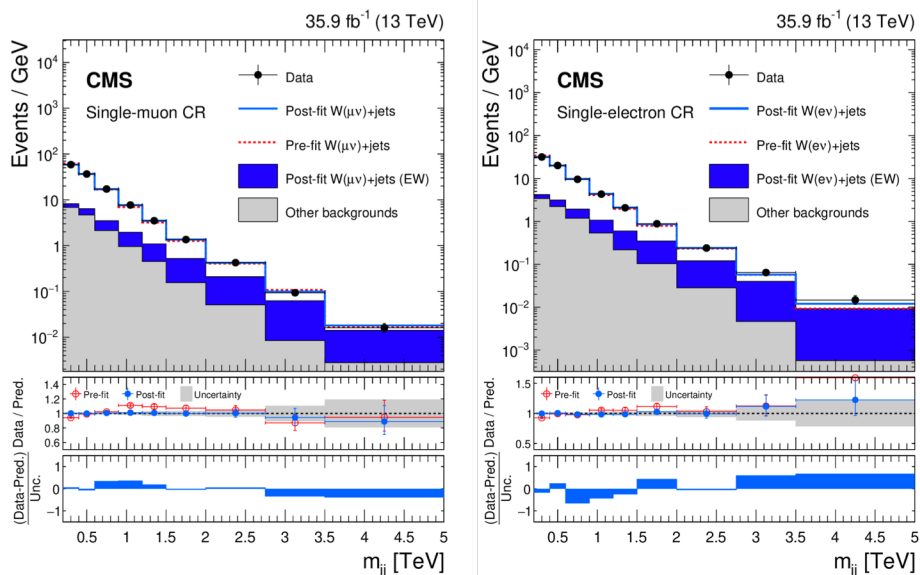 35.9 fb⁻¹ (13 TeV)
Events / GeV
10⁴
10³
10²
10
1
10⁻¹
10⁻²
CMS
Single-muon CR
Data
Post-fit W(μν)+jets
Pre-fit W(μν)+jets
Post-fit W(μν)+jets (EW)
Other backgrounds
Data / Pred.
1.4
1.2
1.0
0.8
0.6
Pre-fit
Post-fit
Uncertainty
(Data-Pred.)
Unc.
1
0
−1
0.5 1 1.5 2 2.5 3 3.5 4 4.5 5
m_jj [TeV]
35.9 fb⁻¹ (13 TeV)
Events / GeV
10⁴
10³
10²
10
1
10⁻¹
10⁻²
10⁻³
CMS
Single-electron CR
Data
Post-fit W(eν)+jets
Pre-fit W(eν)+jets
Post-fit W(eν)+jets (EW)
Other backgrounds
Data / Pred.
1.5
1.0
0.5
Pre-fit
Post-fit
Uncertainty
(Data-Pred.)
Unc.
1
0
−1
0.5 1 1.5 2 2.5 3 3.5 4 4.5 5
m_jj [TeV]